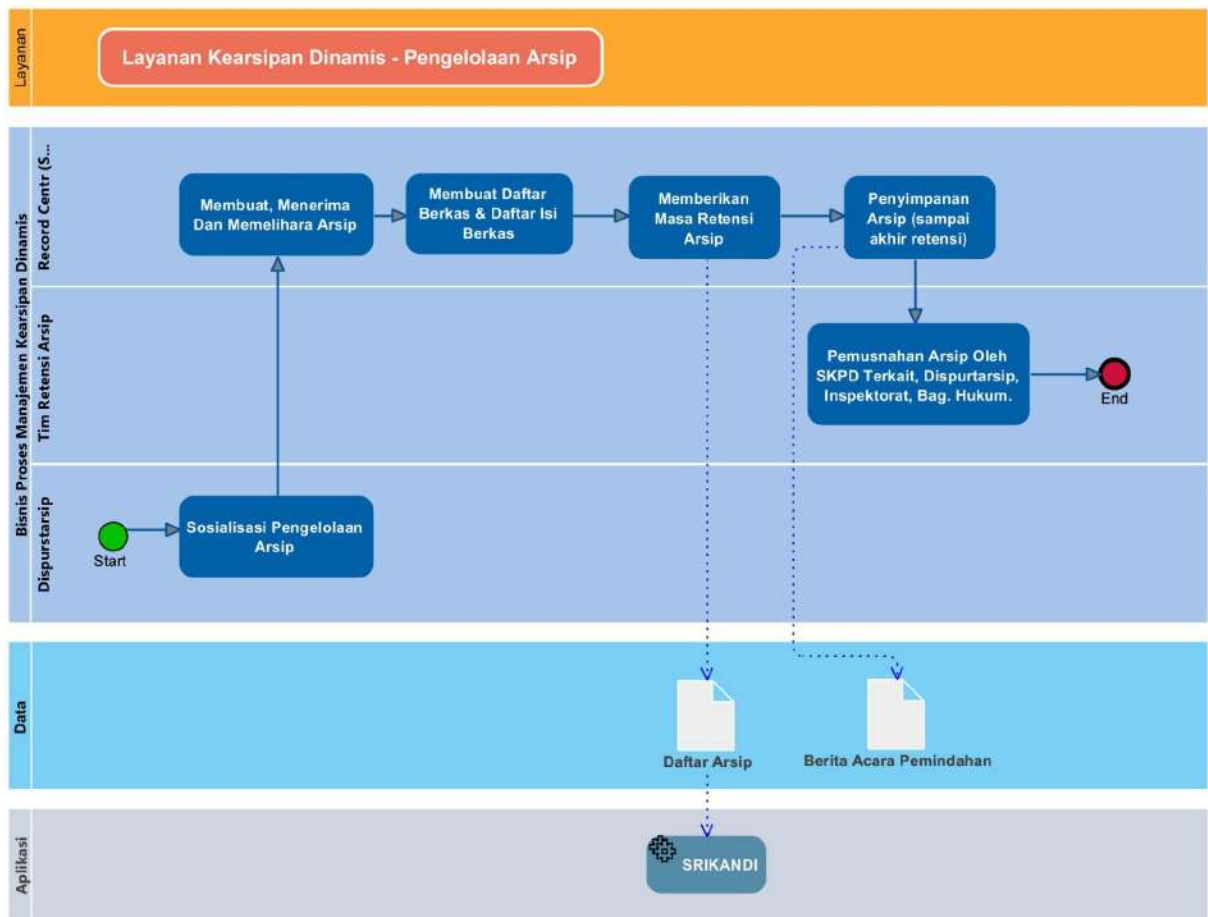 Layanan
Layanan Kearsipan Dinamis - Pengelolaan Arsip
Bisnis Proses Manajemen Kearsipan Dinamis
Record Centr (S...
Membuat, Menerima
Dan Memelihara Arsip
Membuat Daftar
Berkas & Daftar Isi
Berkas
Memberikan
Masa Retensi
Arsip
Penyimpanan
Arsip (sampai
akhir retensi)
Tim Retensi Arsip
Pemusnahan Arsip Oleh
SKPD Terkait, Dispurtarsip,
Inspektorat, Bag. Hukum.
End
Dispurstarsip
Start
Sosialisasi Pengelolaan
Arsip
Data
Daftar Arsip
Berita Acara Pemindahan
Aplikasi
SRIKANDI